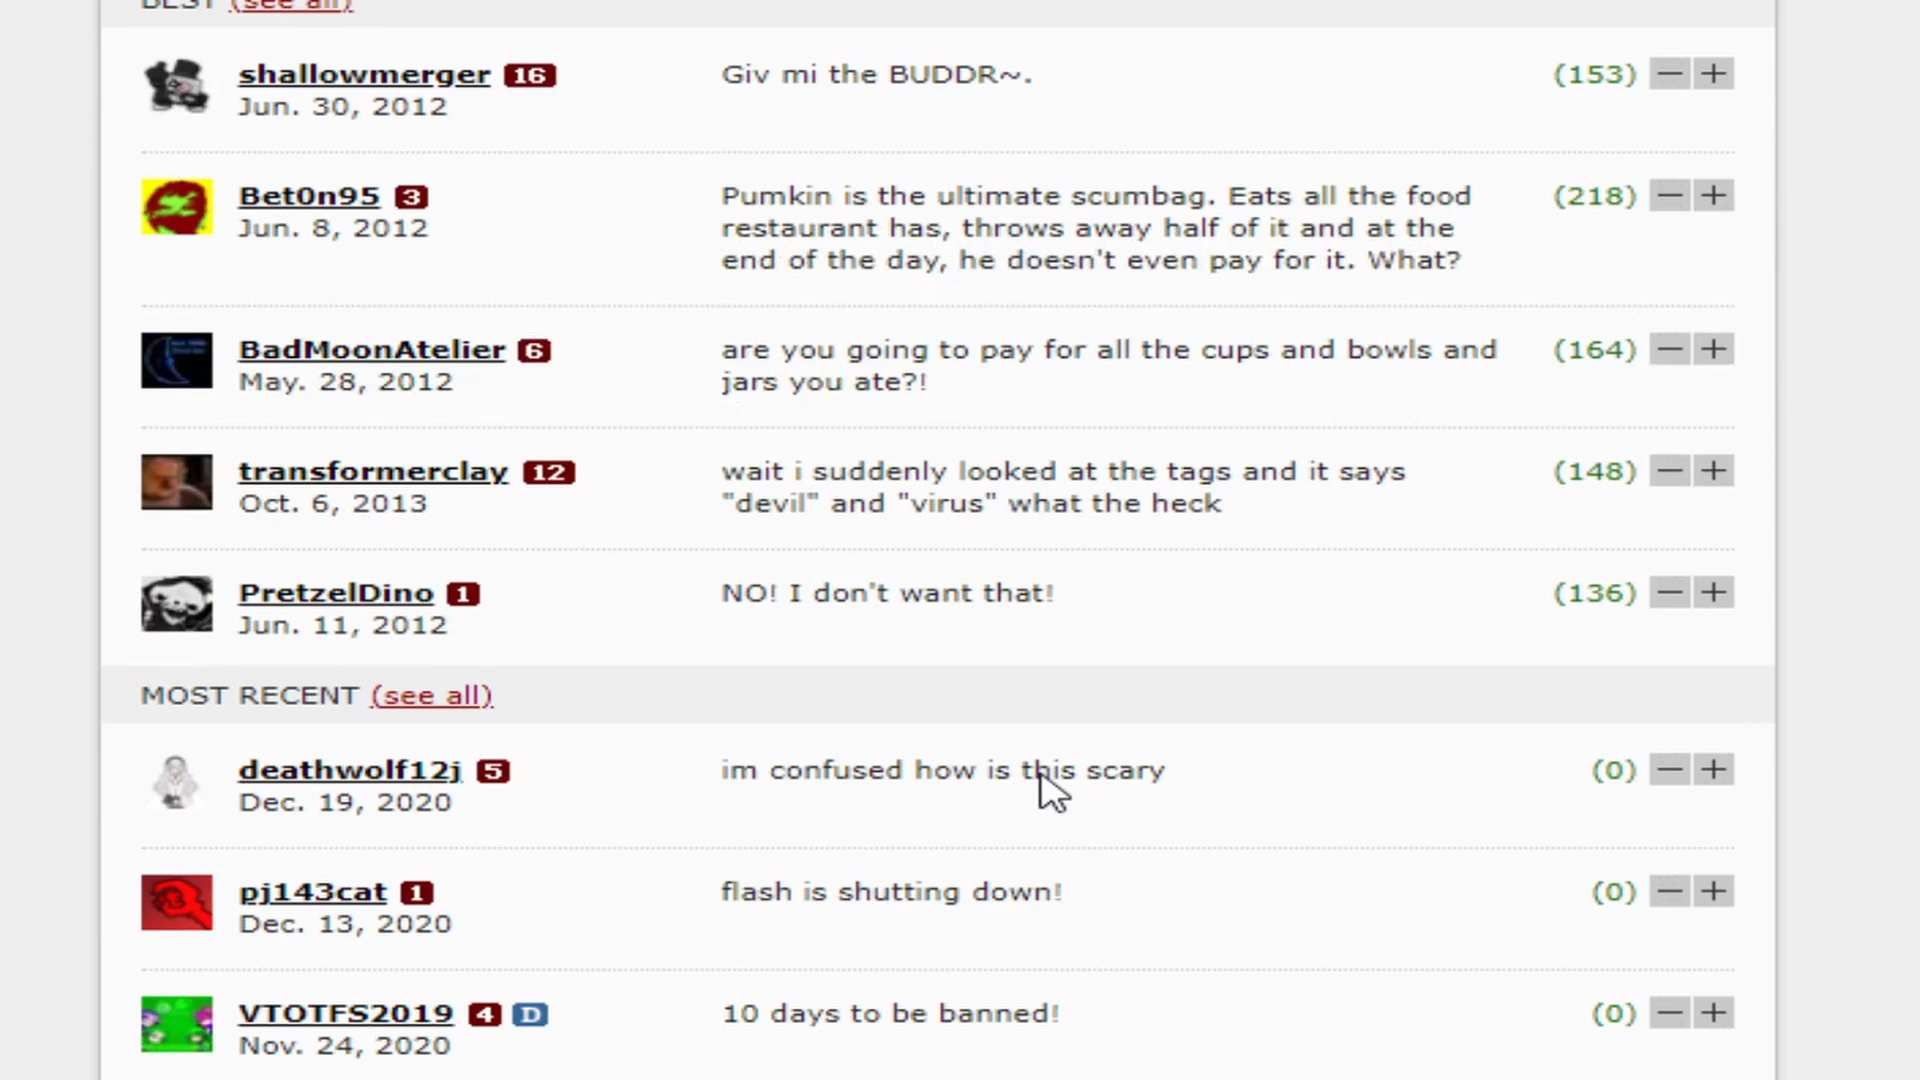 BEST (see all)
shallowmerger 16 Giv mi the BUDDR~. (153) — +
Jun. 30, 2012
Bet0n95 3 Pumkin is the ultimate scumbag. Eats all the food (218) — +
Jun. 8, 2012 restaurant has, throws away half of it and at the
end of the day, he doesn't even pay for it. What?
BadMoonAtelier 6 are you going to pay for all the cups and bowls and (164) — +
May. 28, 2012 jars you ate?!
transformerclay 12 wait i suddenly looked at the tags and it says (148) — +
Oct. 6, 2013 "devil" and "virus" what the heck
PretzelDino 1 NO! I don't want that! (136) — +
Jun. 11, 2012
MOST RECENT (see all)
deathwolf12j 5 im confused how is this scary (0) — +
Dec. 19, 2020
pj143cat 1 flash is shutting down! (0) — +
Dec. 13, 2020
VTOTFS2019 4 D 10 days to be banned! (0) — +
Nov. 24, 2020